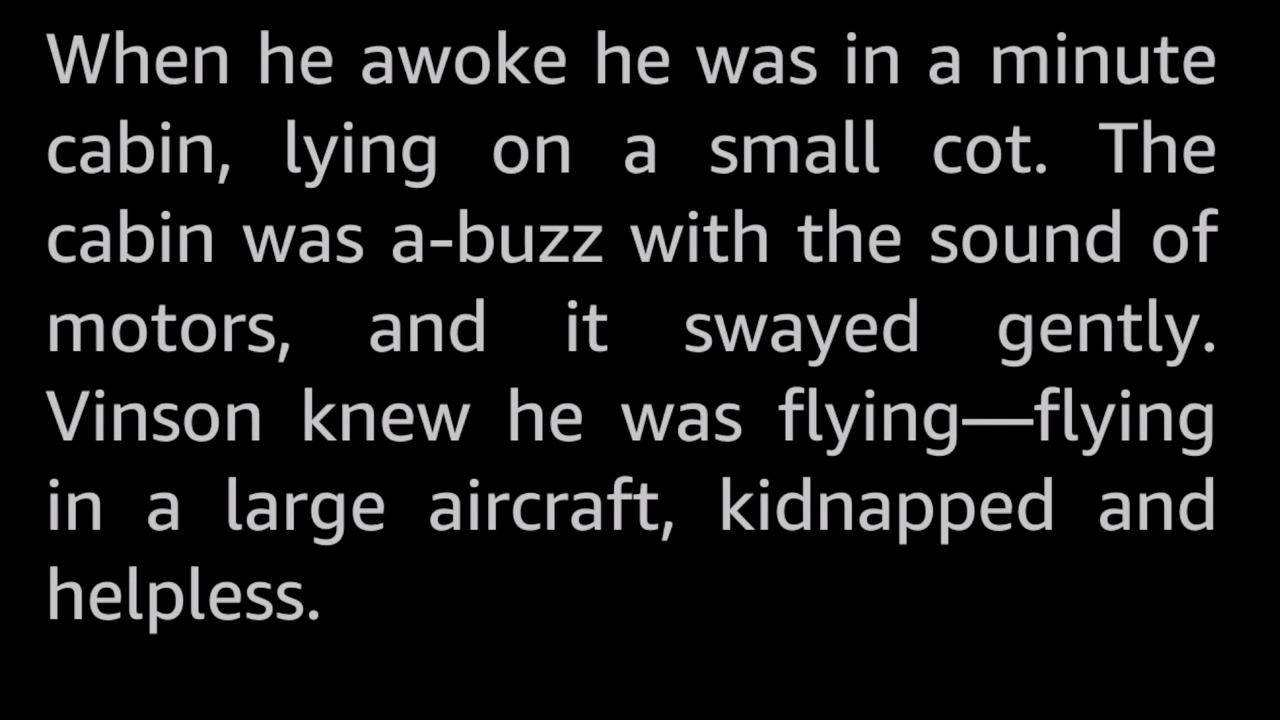 When he awoke he was in a minute
cabin, lying on a small cot. The
cabin was a-buzz with the sound of
motors, and it swayed gently.
Vinson knew he was flying—flying
in a large aircraft, kidnapped and
helpless.